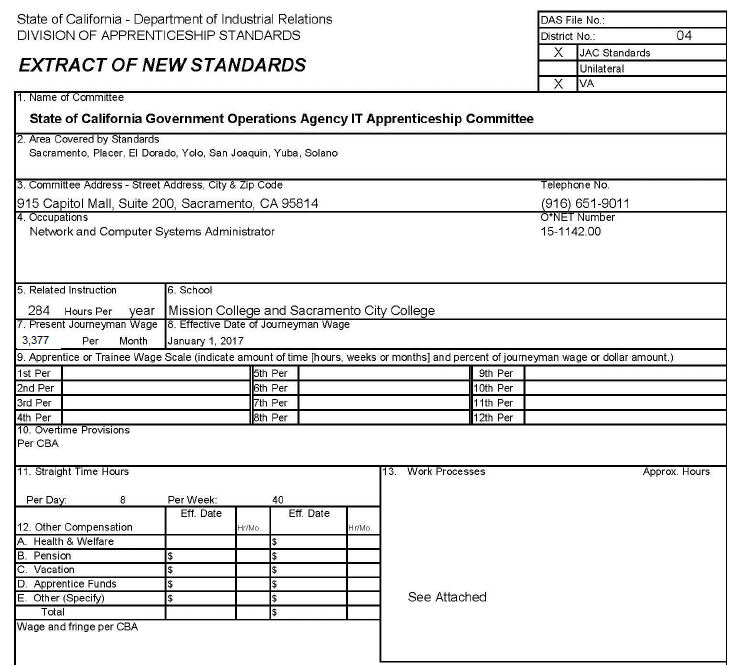 State of California - Department of Industrial Relations
DIVISION OF APPRENTICESHIP STANDARDS
EXTRACT OF NEW STANDARDS
DAS File No.:
District No.: 04
X JAC Standards
Unilateral
X VA
1. Name of Committee
State of California Government Operations Agency IT Apprenticeship Committee
2. Area Covered by Standards
Sacramento, Placer, El Dorado, Yolo, San Joaquin, Yuba, Solano
3. Committee Address - Street Address, City & Zip Code Telephone No.
915 Capitol Mall, Suite 200, Sacramento, CA 95814 (916) 651-9011
4. Occupations O*NET Number
Network and Computer Systems Administrator 15-1142.00
5. Related Instruction 6. School
284 Hours Per year Mission College and Sacramento City College
7. Present Journeyman Wage 8. Effective Date of Journeyman Wage
3,377 Per Month January 1, 2017
9. Apprentice or Trainee Wage Scale (indicate amount of time [hours, weeks or months] and percent of journeyman wage or dollar amount.)
1st Per 5th Per 9th Per
2nd Per 6th Per 10th Per
3rd Per 7th Per 11th Per
4th Per 8th Per 12th Per
10. Overtime Provisions
Per CBA
11. Straight Time Hours 13. Work Processes Approx. Hours
Per Day: 8 Per Week: 40
Eff. Date Eff. Date
12. Other Compensation Hr/Mo. Hr/Mo.
A. Health & Welfare $
B. Pension $ $
C. Vacation $ $
D. Apprentice Funds $ $
E. Other (Specify) $ $
See Attached
Total $
Wage and fringe per CBA